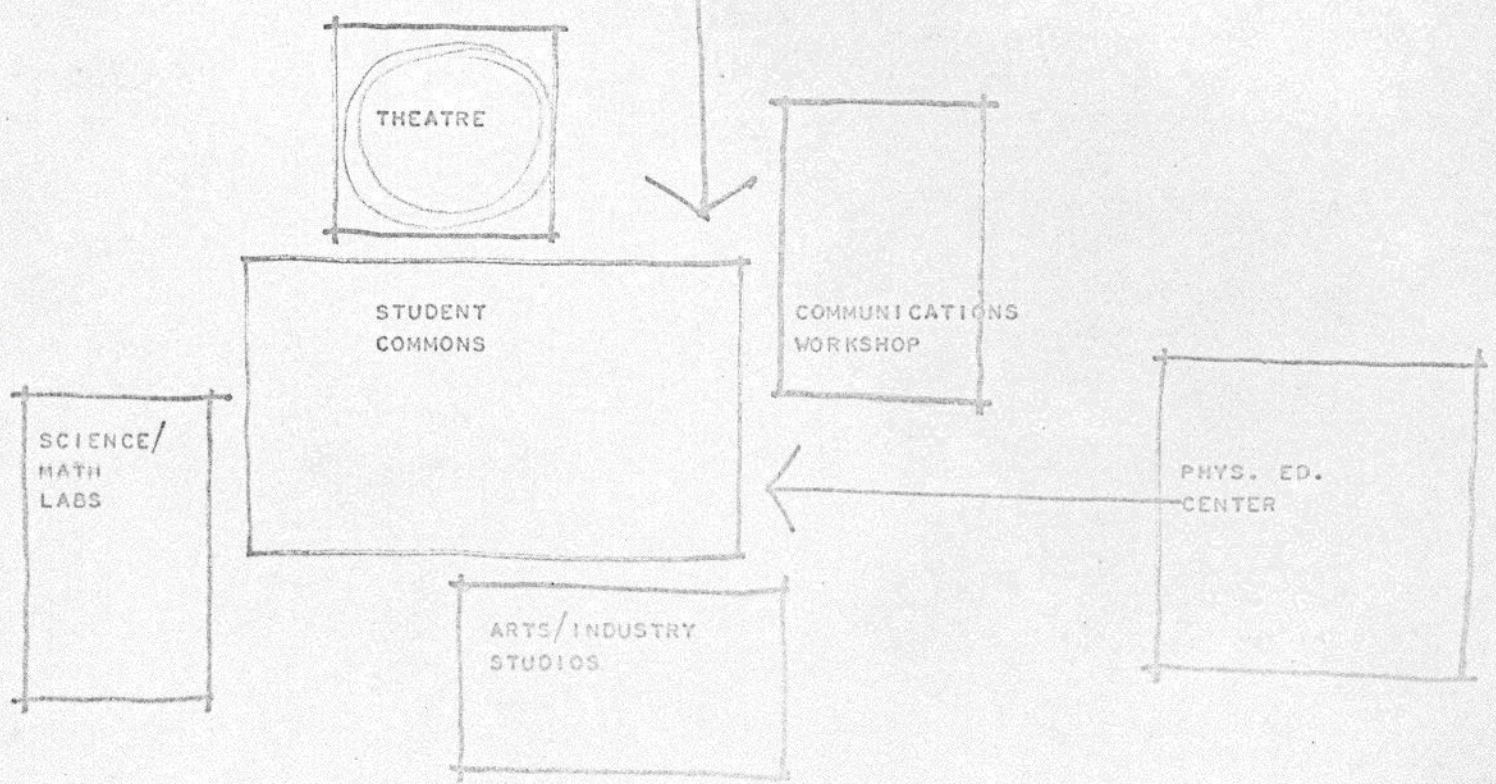 THEATRE
STUDENT
COMMONS
COMMUNICATIONS
WORKSHOP
SCIENCE/
MATH
LABS
PHYS. ED.
CENTER
ARTS/INDUSTRY
STUDIOS